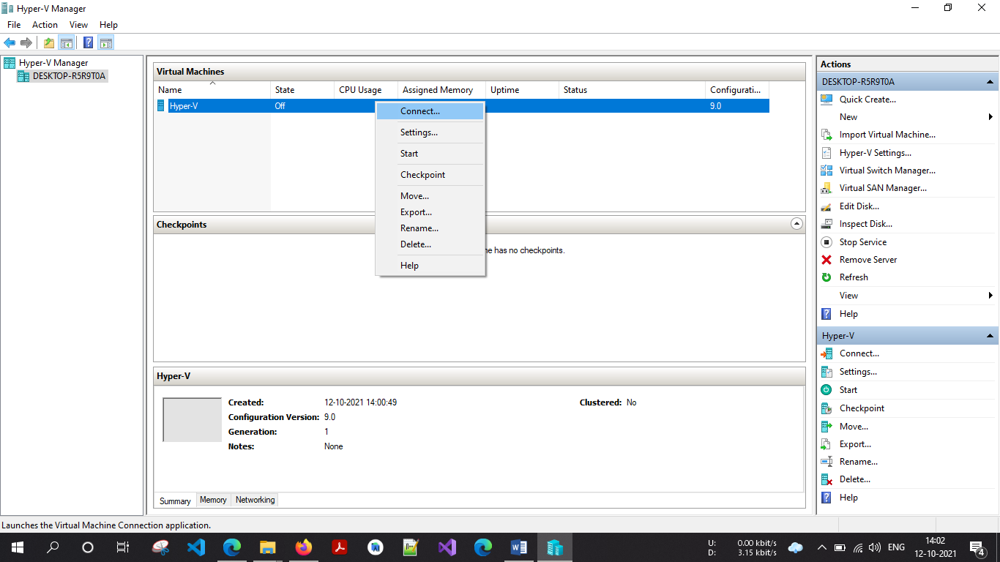 Hyper-V Manager
File Action View Help
Hyper-V Manager
DESKTOP-R5R9T0A
Virtual Machines
Name State CPU Usage Assigned Memory Uptime Status Configurati...
Hyper-V Off 9.0
Connect...
Settings...
Start
Checkpoint
Move...
Export...
Rename...
Delete...
Help
Checkpoints
has no checkpoints.
Hyper-V
Created: 12-10-2021 14:00:49 Clustered: No
Configuration Version: 9.0
Generation: 1
Notes: None
Summary Memory Networking
Actions
DESKTOP-R5R9T0A
Quick Create...
New
Import Virtual Machine...
Hyper-V Settings...
Virtual Switch Manager...
Virtual SAN Manager...
Edit Disk...
Inspect Disk...
Stop Service
Remove Server
Refresh
View
Help
Hyper-V
Connect...
Settings...
Start
Checkpoint
Move...
Export...
Rename...
Delete...
Help
Launches the Virtual Machine Connection application.
U: 0.00 kbit/s
D: 3.15 kbit/s
ENG
14:02
12-10-2021
4